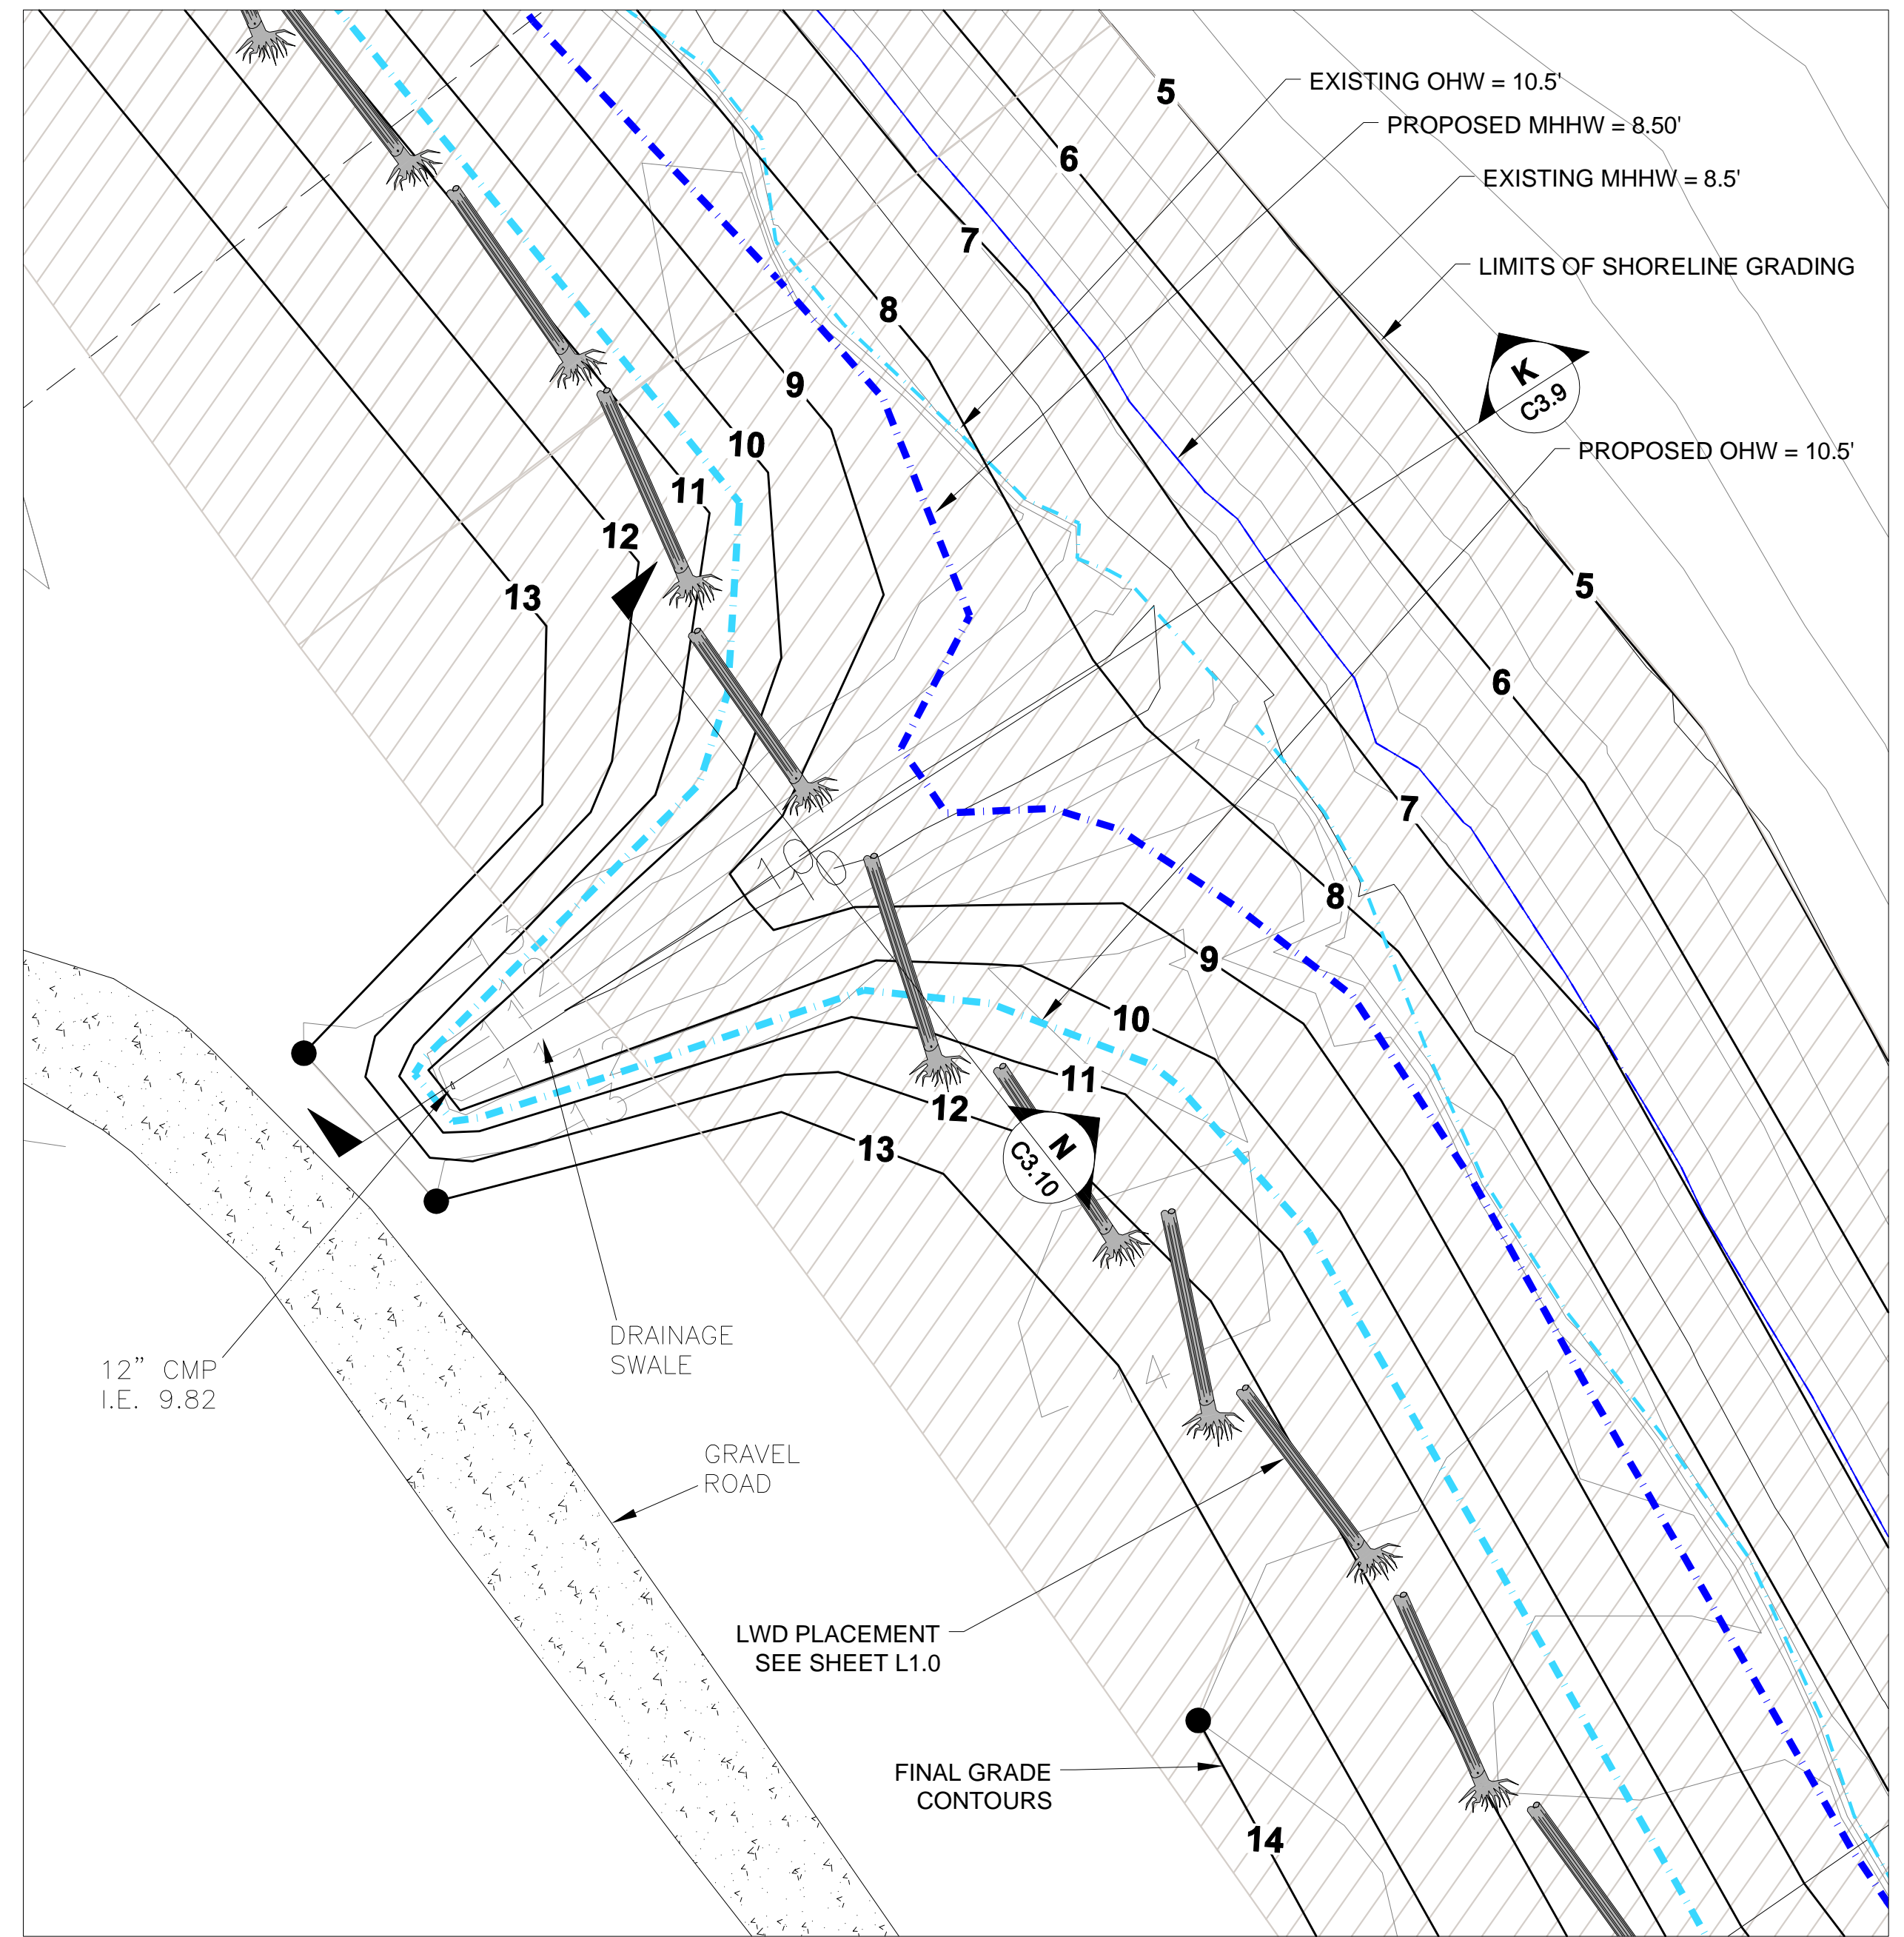 5
EXISTING OHW = 10.5'
PROPOSED MHHW = 8.50'
6
EXISTING MHHW = 8.5'
7
LIMITS OF SHORELINE GRADING
8
K
C3.9
9
10
PROPOSED OHW = 10.5'
11
12
13
5
6
7
10
8
9
10
11
12
13
N
C3.10
12" CMP
I.E. 9.82
DRAINAGE
SWALE
GRAVEL
ROAD
LWD PLACEMENT
SEE SHEET L1.0
FINAL GRADE
CONTOURS
14